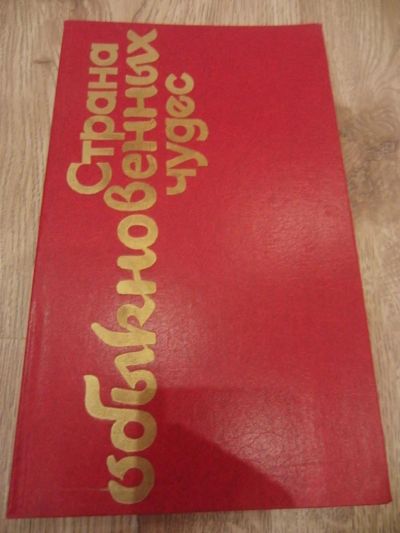 Страна
обыкновенных
чудес